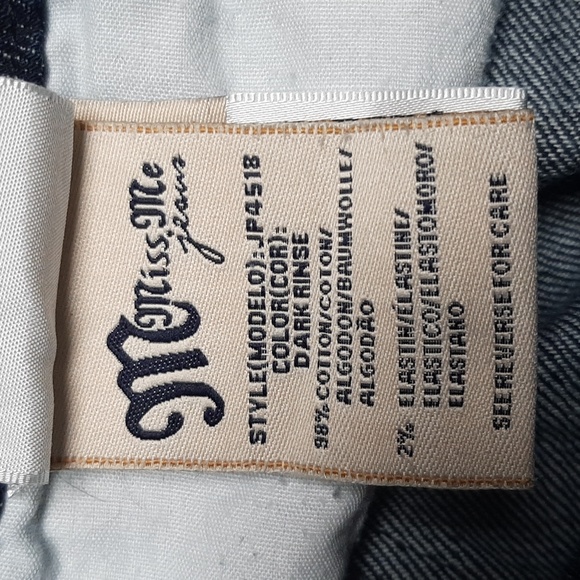 M
Miss Me
jeans
STYLE(MODELO):JP4518
COLOR(COR):
DARK RINSE
98% COTTON/COTON/
ALGODON/BAUMWOLLE/
ALGODÃO
2% ELASTIN/ÉLASTINE/
ELASTICO/ELASTOMORO/
ELASTANO
SEE REVERSE FOR CARE